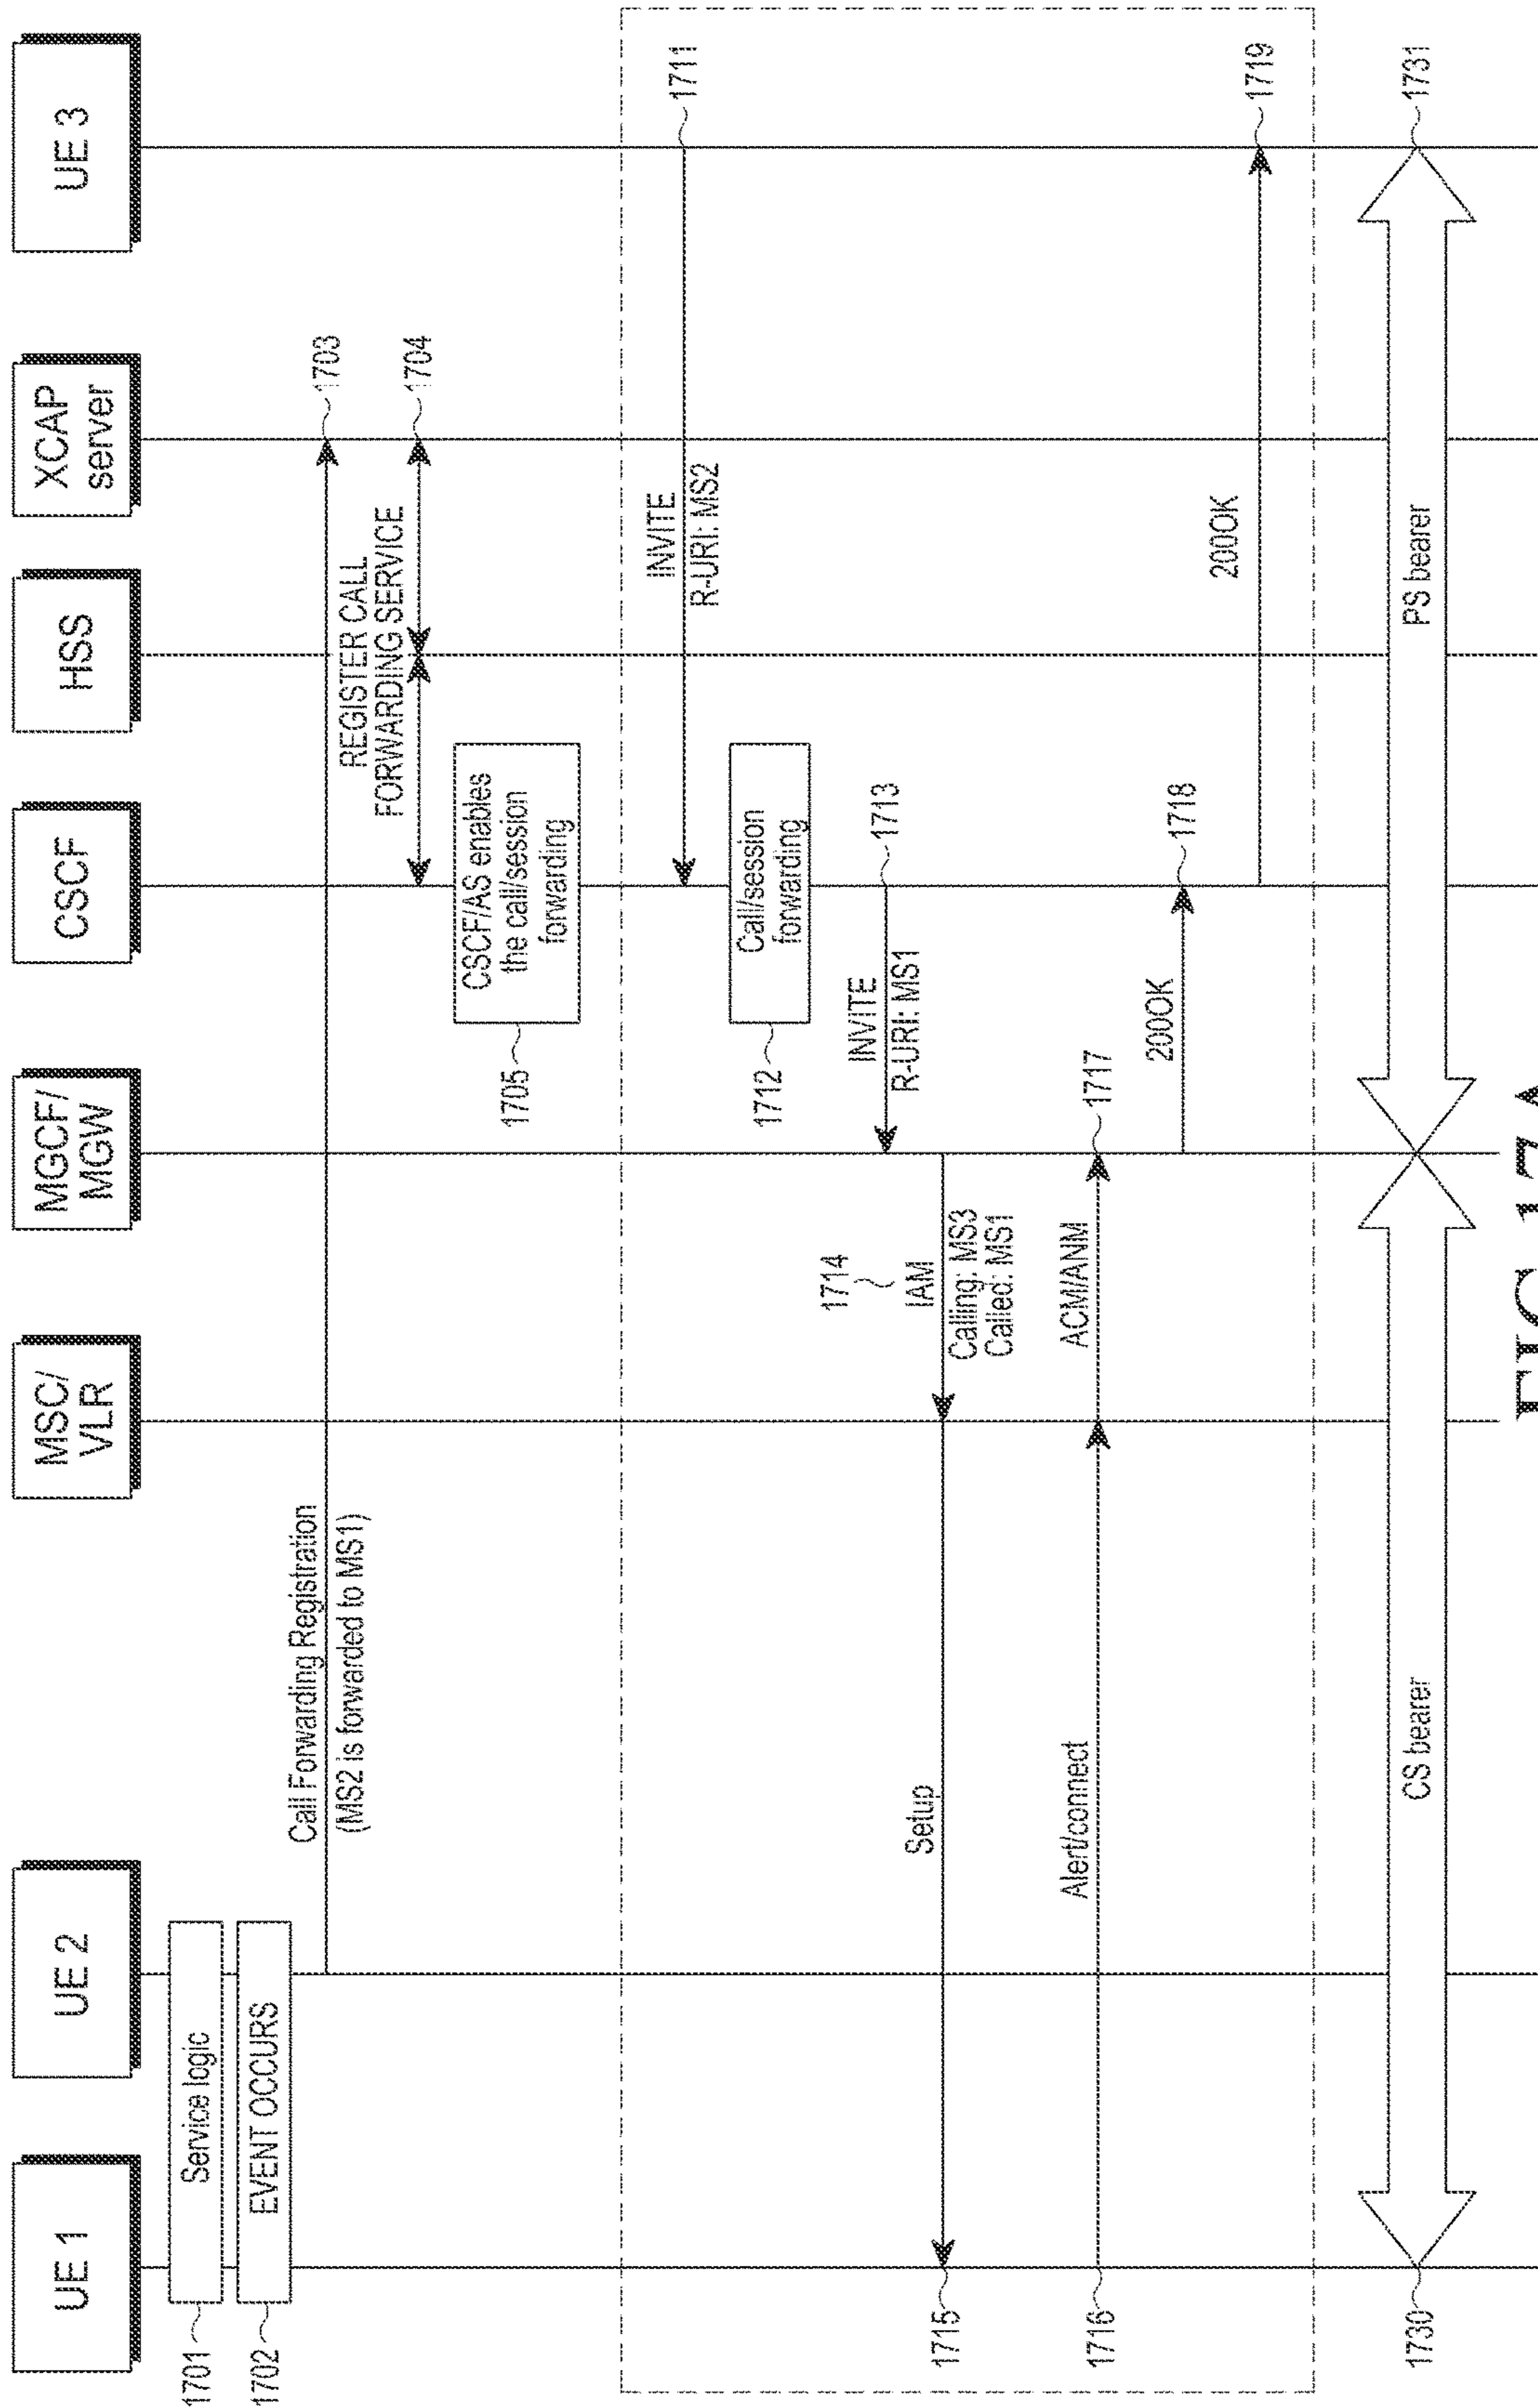 UE 1
UE 2
MSC/
VLR
MGCF/
MGW
CSCF
HSS
XCAP
server
UE 3
1701
Service logic
1702
EVENT OCCURS
Call Forwarding Registration
(MS2 is forwarded to MS1)
1703
REGISTER CALL
FORWARDING SERVICE
1704
1705
CSCF/AS enables
the call/session
forwarding
INVITE
R-URI: MS2
1711
1712
Call/session
forwarding
INVITE
R-URI: MS1
1713
1714
IAM
Calling: MS3
Called: MS1
Setup
1715
1716
Alert/connect
ACM/ANM
1717
200OK
1718
200OK
1719
1730
CS bearer
PS bearer
1731